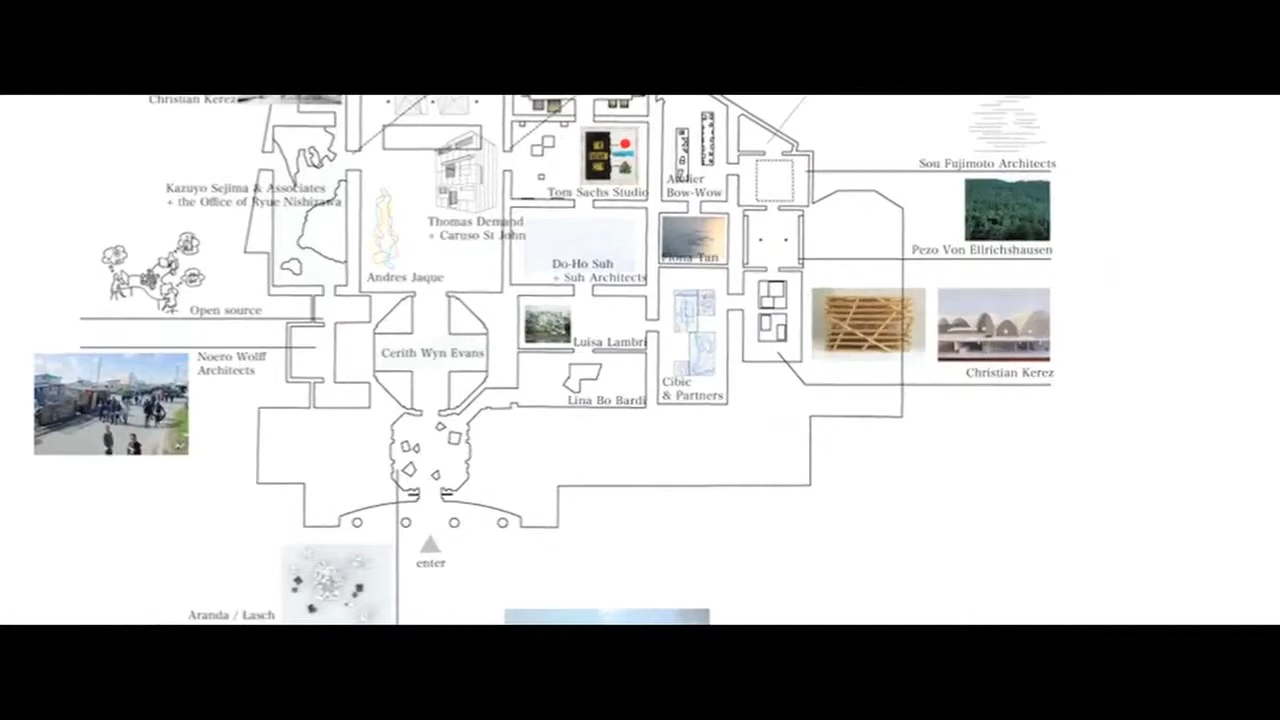 Christian Kerez
Sou Fujimoto Architects
Kazuyo Sejima & Associates
+ the Office of Ryue Nishizawa
Tom Sachs Studio
Atelier
Bow-Wow
Thomas Demand
+ Caruso St John
Pezo Von Ellrichshausen
Fiona Tan
Do-Ho Suh
+ Suh Architects
Andres Jaque
Open source
Luisa Lambri
Cerith Wyn Evans
Noero Wolff
Architects
Christian Kerez
Cibic
& Partners
Lina Bo Bardi
enter
Aranda / Lasch